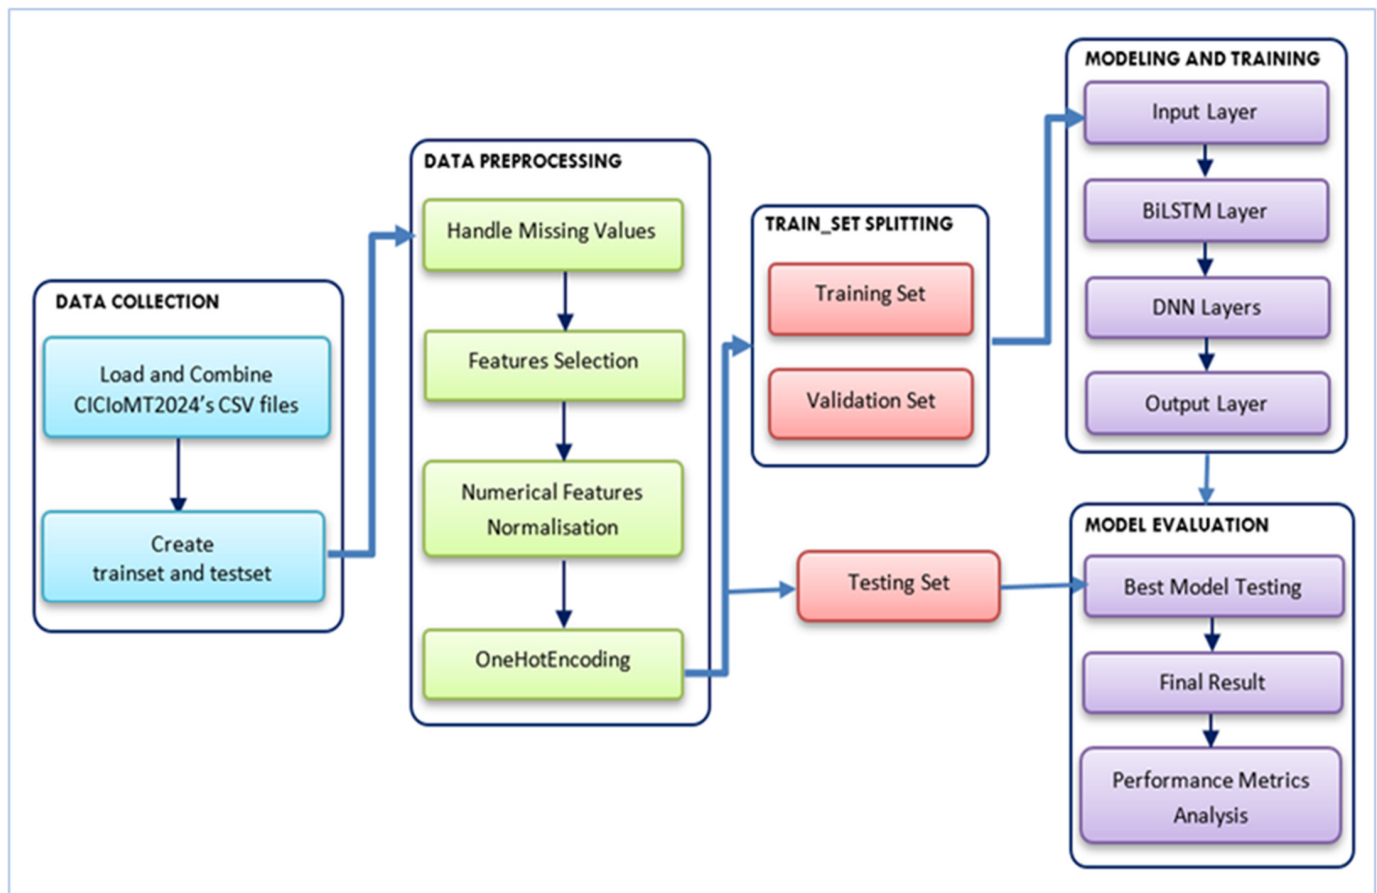 DATA COLLECTION
Load and Combine
CICIoMT2024's CSV files
Create
trainset and testset
DATA PREPROCESSING
Handle Missing Values
Features Selection
Numerical Features
Normalisation
OneHotEncoding
TRAIN_SET SPLITTING
Training Set
Validation Set
Testing Set
MODELING AND TRAINING
Input Layer
BiLSTM Layer
DNN Layers
Output Layer
MODEL EVALUATION
Best Model Testing
Final Result
Performance Metrics
Analysis